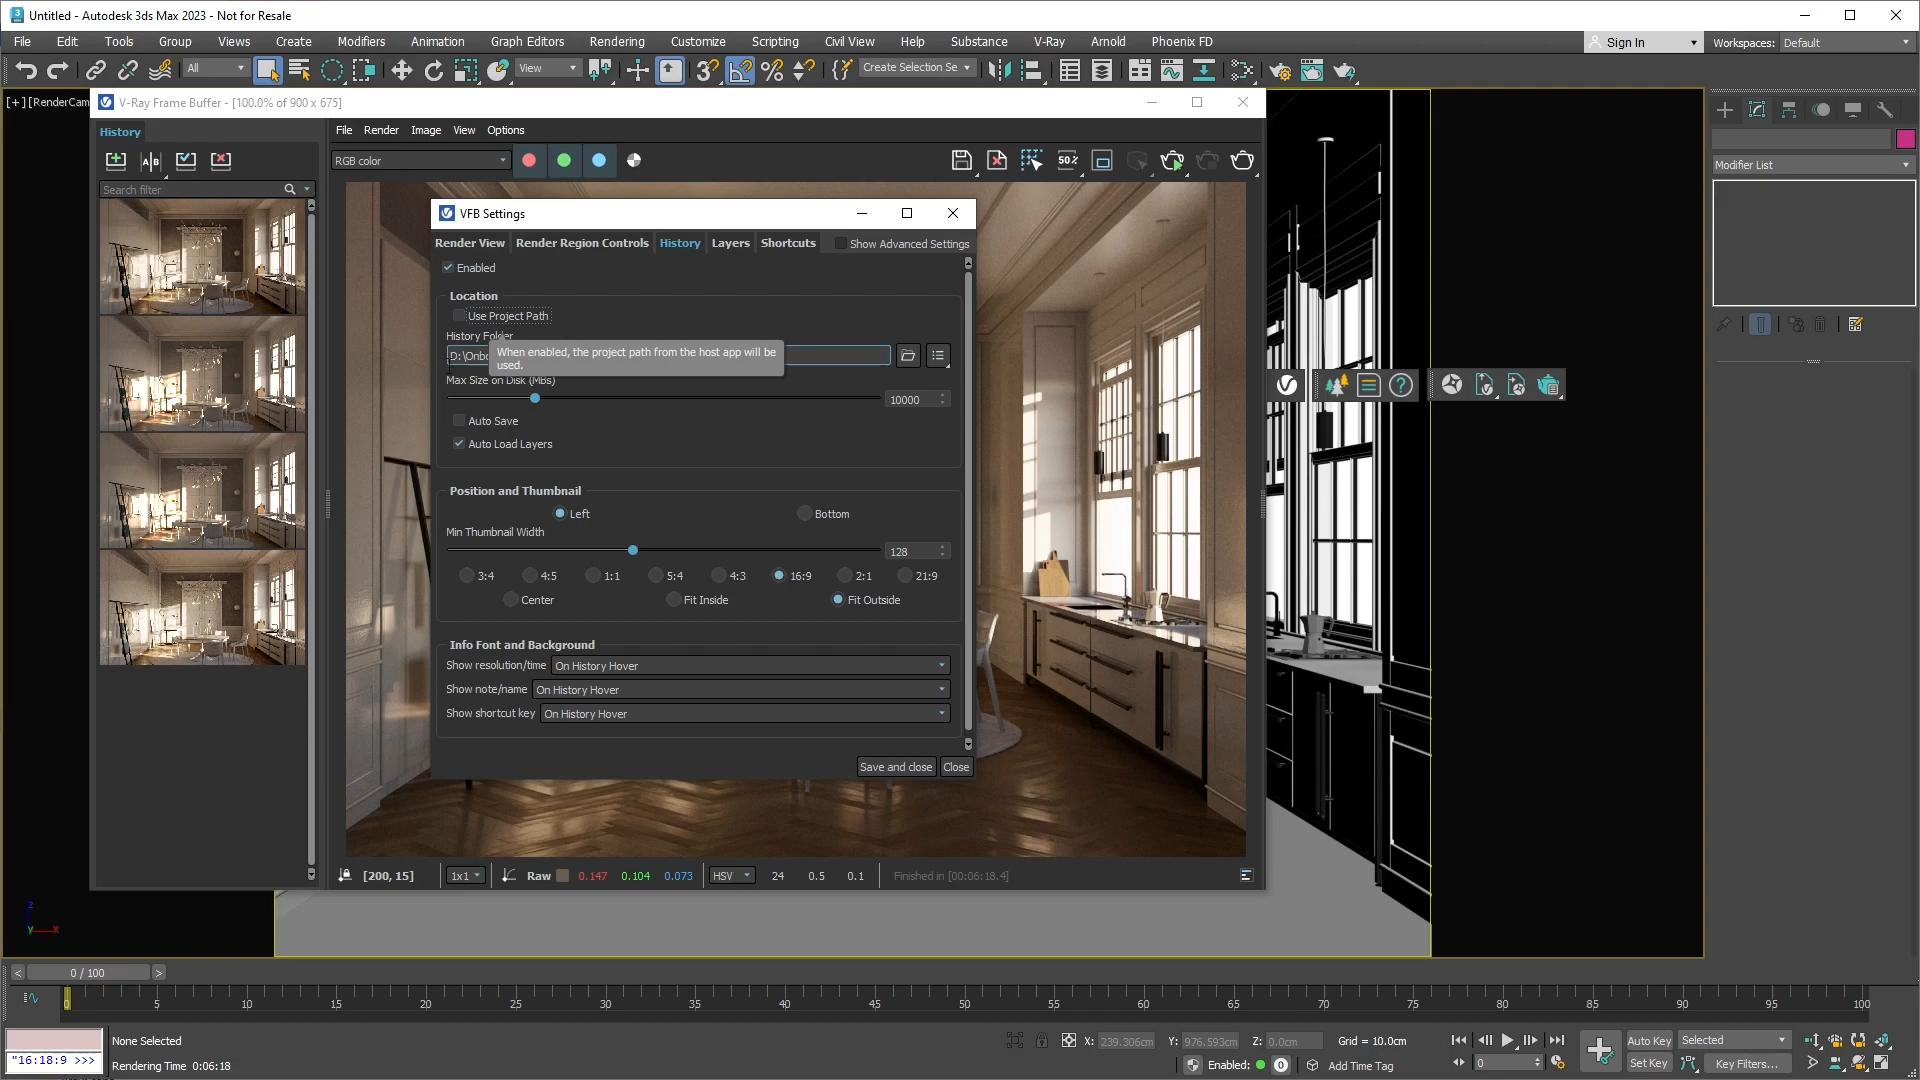 Untitled - Autodesk 3ds Max 2023 - Not for Resale
File Edit Tools Group Views Create Modifiers Animation Graph Editors Rendering Customize Scripting Civil View Help Substance V-Ray Arnold Phoenix FD
Sign In
Workspaces: Default
All
View
Create Selection Se
[+] [RenderCam
V-Ray Frame Buffer - [100.0% of 900 x 675]
History
File Render Image View Options
A|B
RGB color
50%
Search filter
Modifier List
VFB Settings
Render View Render Region Controls History Layers Shortcuts Show Advanced Settings
Enabled
Location
Use Project Path
History Folder
D:\Onbo
When enabled, the project path from the host app will be
used.
Max Size on Disk (MBs)
10000
Auto Save
Auto Load Layers
Position and Thumbnail
Left Bottom
Min Thumbnail Width
128
3:4 4:5 1:1 5:4 4:3 16:9 2:1 21:9
Center Fit Inside Fit Outside
Info Font and Background
Show resolution/time On History Hover
Show note/name On History Hover
Show shortcut key On History Hover
Save and close Close
[200, 15] 1x1 Raw 0.147 0.104 0.073 HSV 24 0.5 0.1 Finished in [00:06:18.4]
z
y x
< 0 / 100 >
0 5 10 15 20 25 30 35 40 45 50 55 60 65 70 75 80 85 90 95 100
None Selected
X: 239.306cm Y: 976.593cm Z: 0.0cm Grid = 10.0cm
Auto Key Selected
"16:18:9 >>>
Rendering Time 0:06:18
Enabled: 0 Add Time Tag
0
Set Key Key Filters...